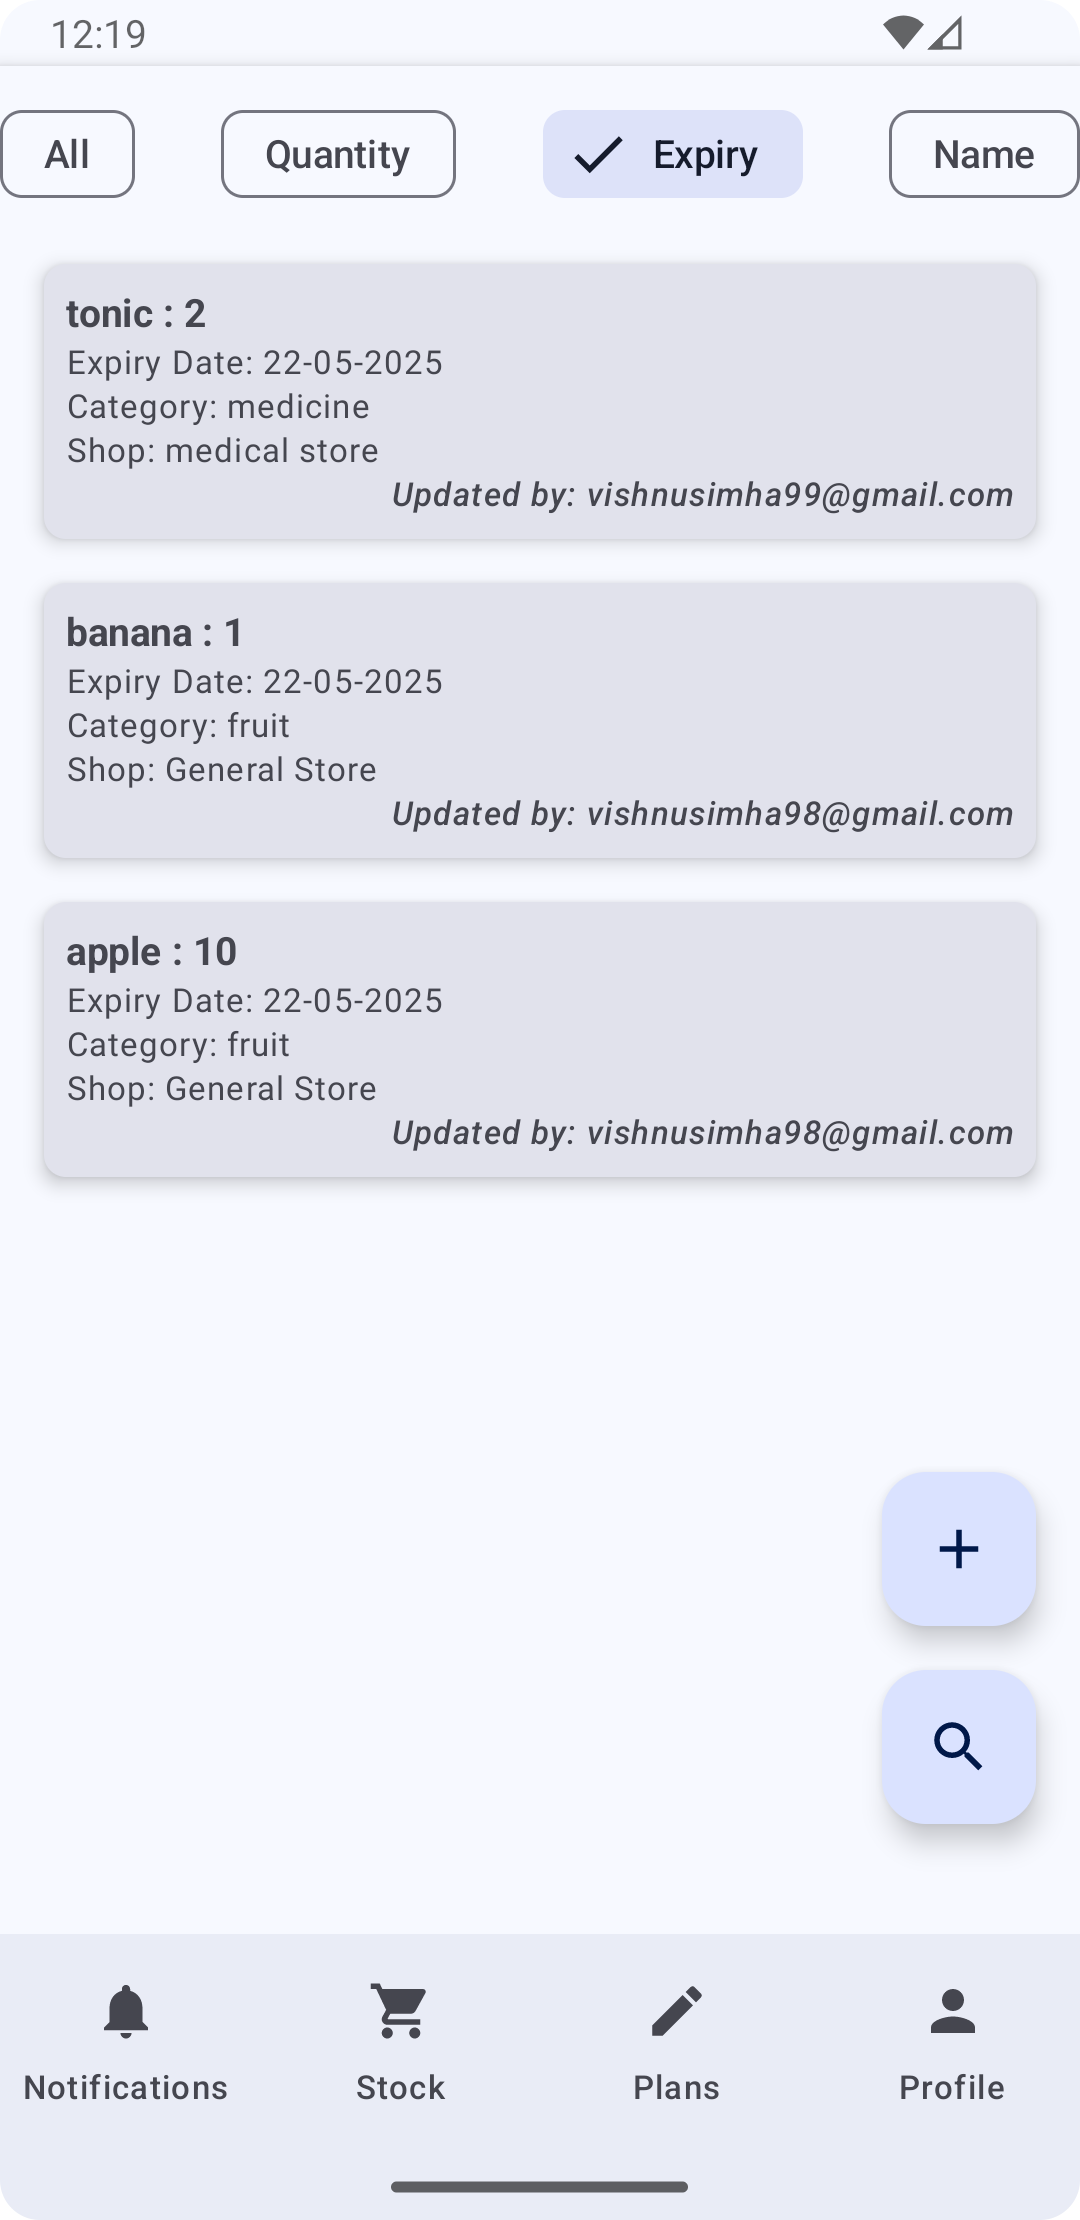 12:19
All Quantity Expiry Name
tonic : 2
Expiry Date: 22-05-2025
Category: medicine
Shop: medical store
Updated by: vishnusimha99@gmail.com
banana : 1
Expiry Date: 22-05-2025
Category: fruit
Shop: General Store
Updated by: vishnusimha98@gmail.com
apple : 10
Expiry Date: 22-05-2025
Category: fruit
Shop: General Store
Updated by: vishnusimha98@gmail.com
Notifications Stock Plans Profile